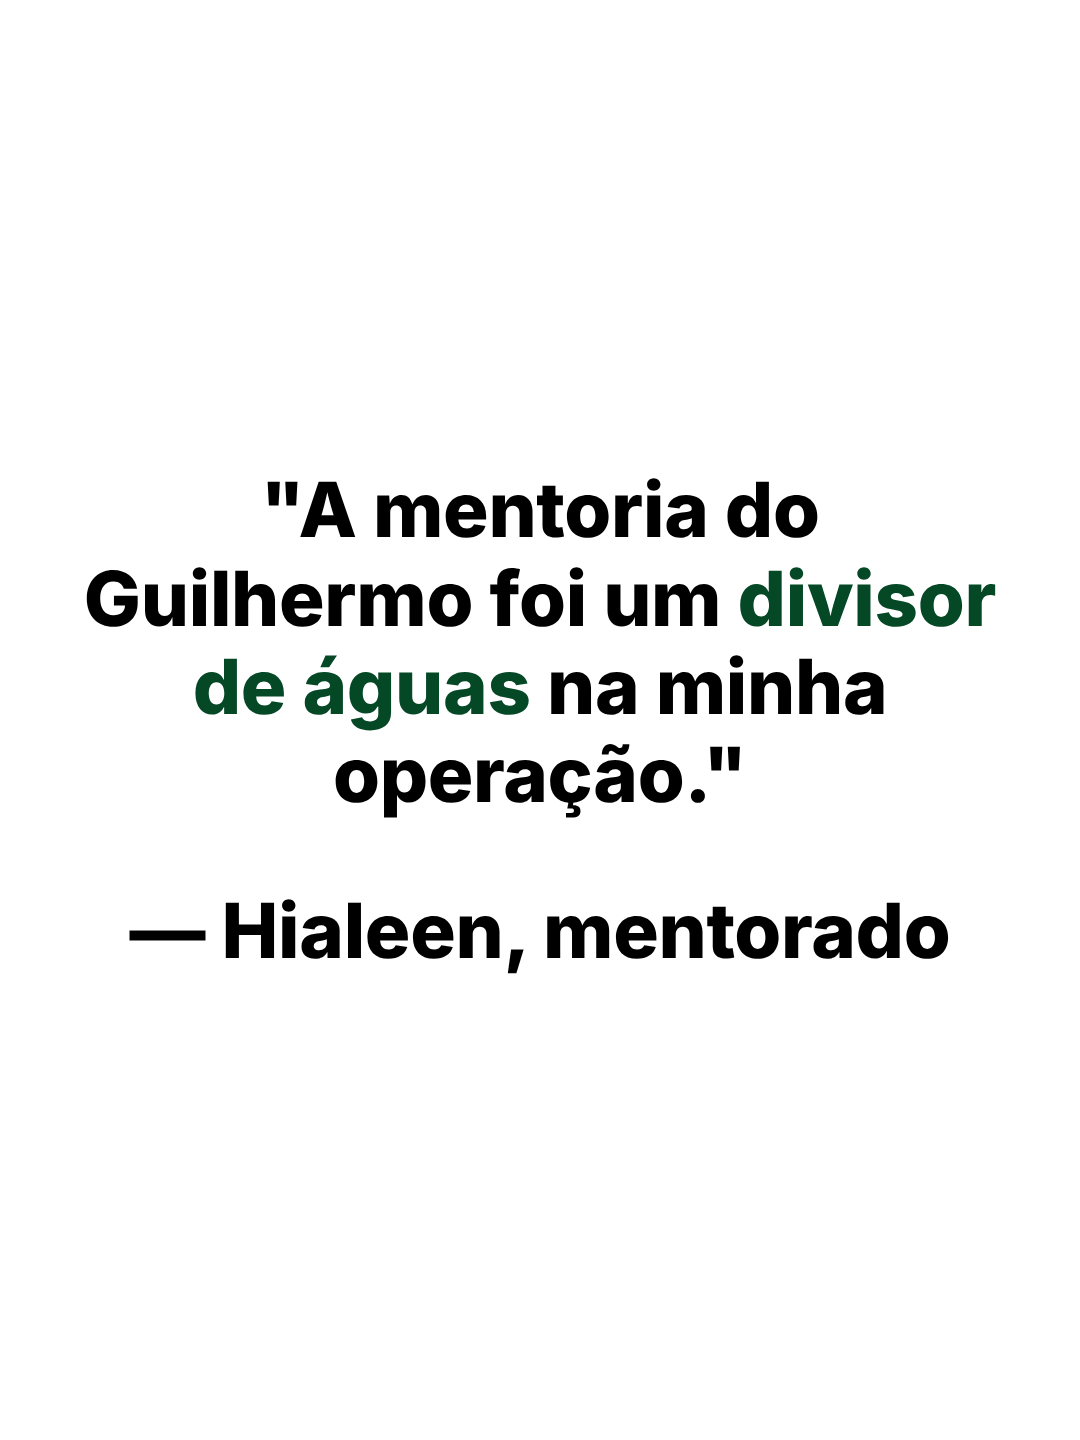 "A mentoria do
Guilhermo foi um divisor
de águas na minha
operação."
— Hialeen, mentorado